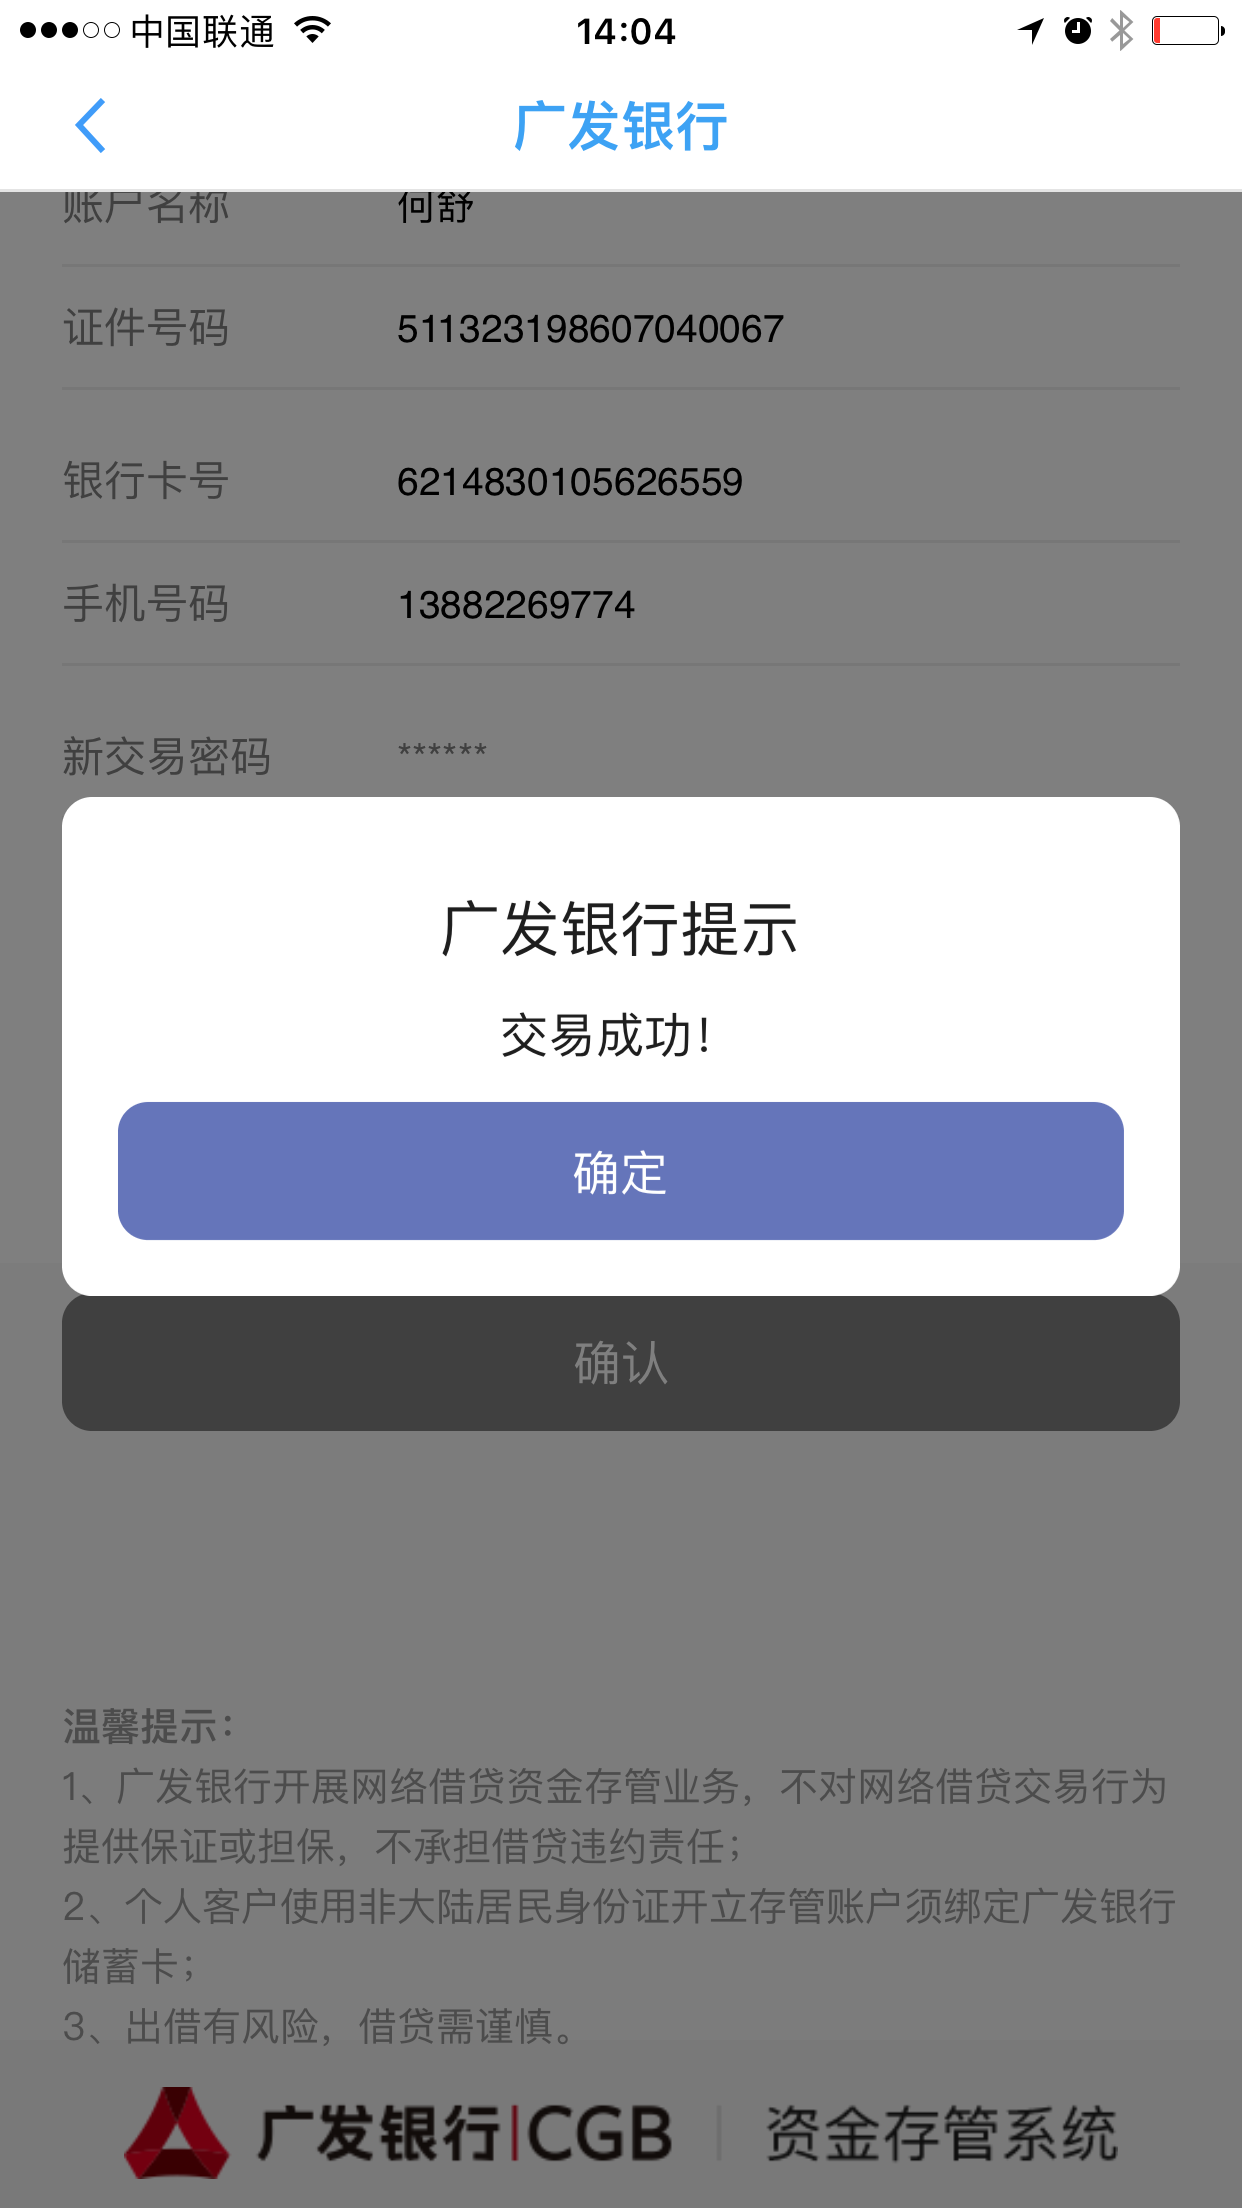 中国联通
14:04
广发银行
账户名称 何舒
证件号码 511323198607040067
银行卡号 6214830105626559
手机号码 13882269774
新交易密码 ******
广发银行提示
交易成功!
确定
确认
温馨提示:
1、广发银行开展网络借贷资金存管业务，不对网络借贷交易行为
提供保证或担保，不承担借贷违约责任；
2、个人客户使用非大陆居民身份证开立存管账户须绑定广发银行
储蓄卡；
3、出借有风险，借贷需谨慎。
广发银行|CGB | 资金存管系统